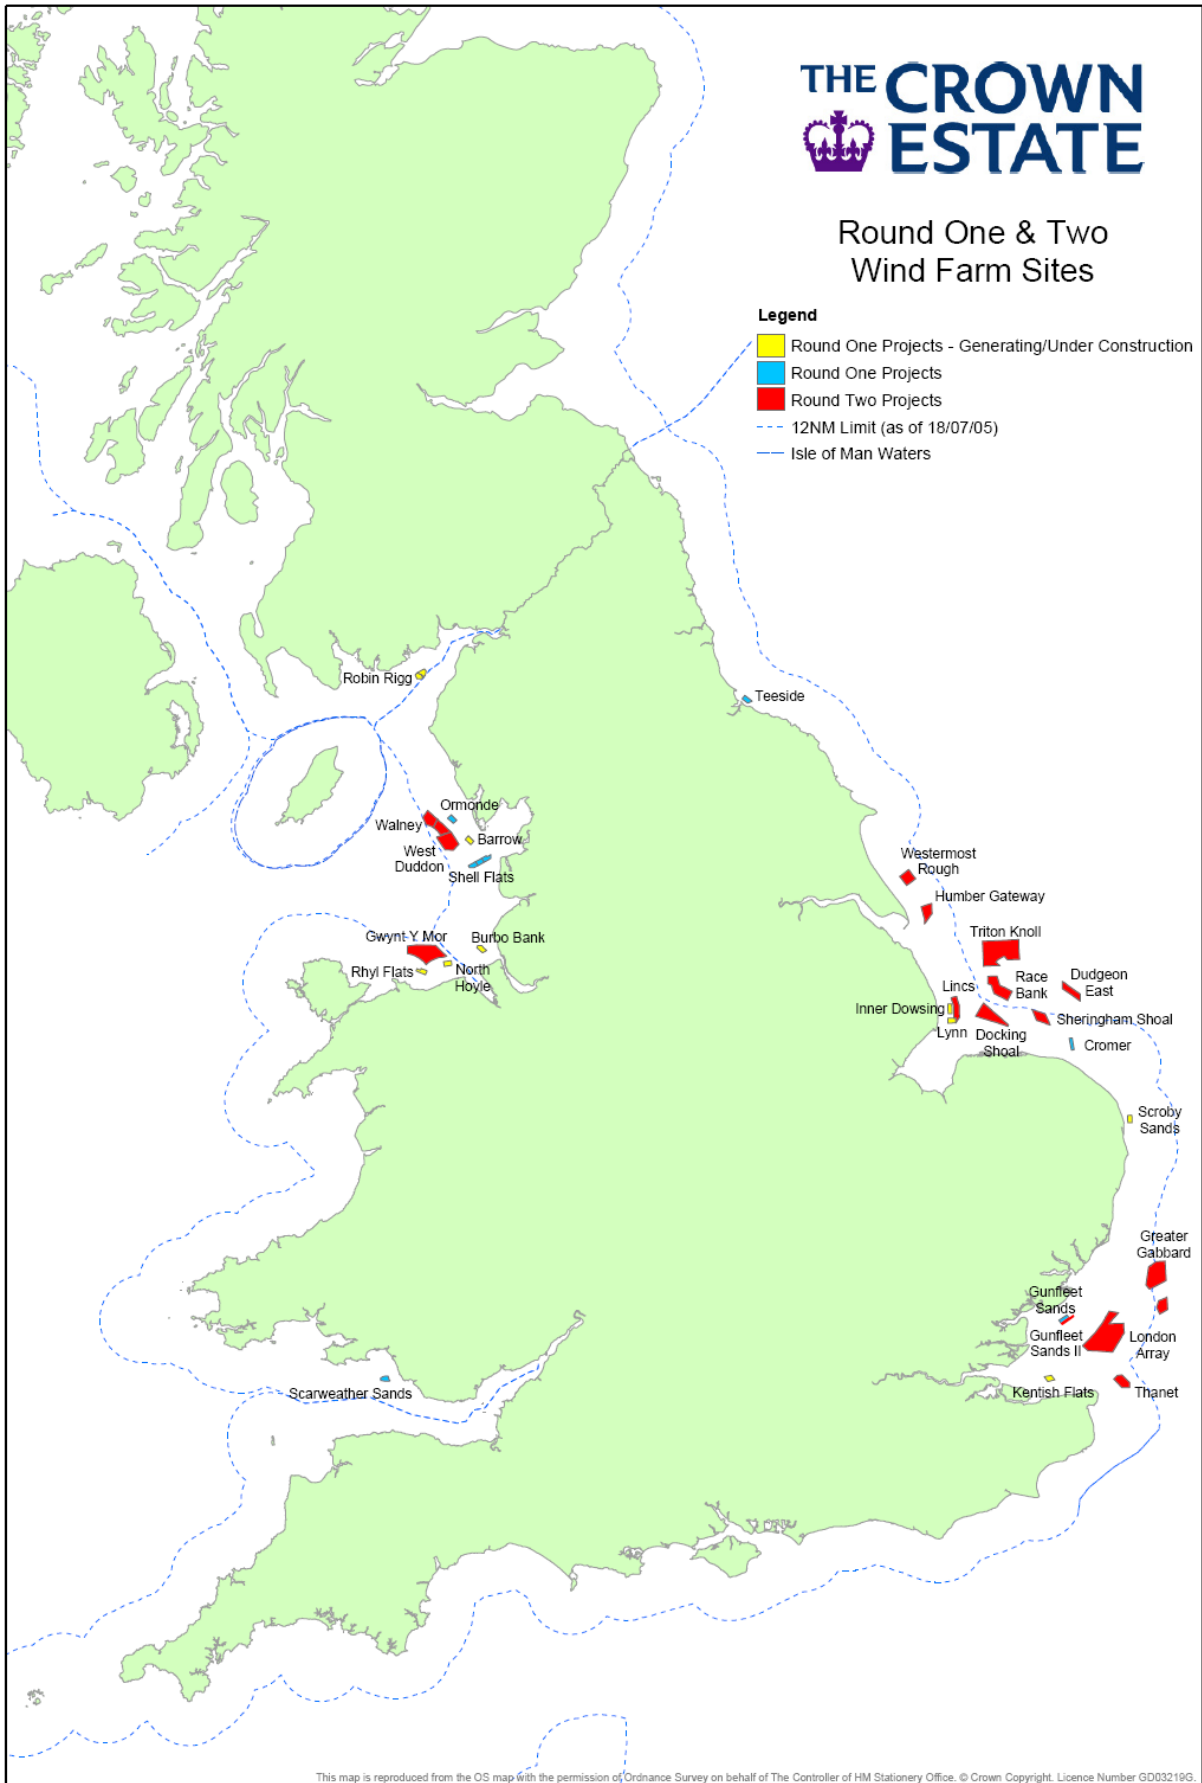 THE CROWN
ESTATE
Round One & Two
Wind Farm Sites
Legend
Round One Projects - Generating/Under Construction
Round One Projects
Round Two Projects
12NM Limit (as of 18/07/05)
Isle of Man Waters
Robin Rigg
Teeside
Ormonde
Walney
Barrow
West
Duddon
Shell Flats
Westermost
Rough
Humber Gateway
Gwynt Y Mor
Burbo Bank
Triton Knoll
Rhyl Flats
North
Hoyle
Race
Bank
Dudgeon
East
Lincs
Inner Dowsing
Lynn
Docking
Shoal
Sheringham Shoal
Cromer
Scroby
Sands
Greater
Gabbard
Gunfleet
Sands
Gunfleet
Sands II
London
Array
Scarweather Sands
Kentish Flats
Thanet
This map is reproduced from the OS map with the permission of Ordnance Survey on behalf of The Controller of HM Stationery Office. © Crown Copyright. Licence Number GD03219G